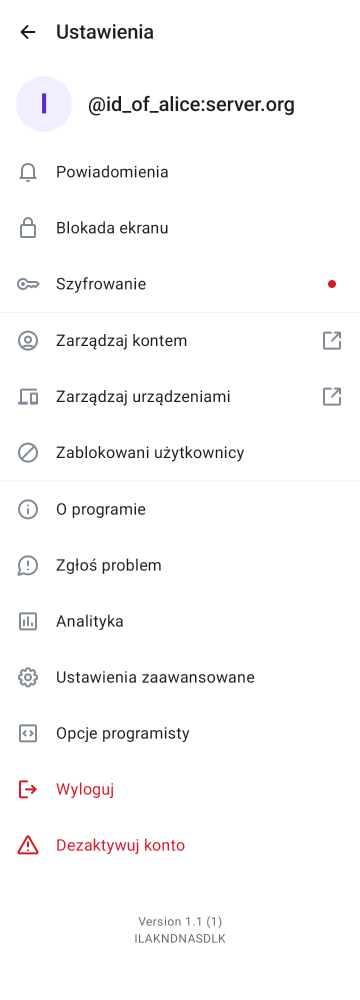 Ustawienia
I
@id_of_alice:server.org
Powiadomienia
Blokada ekranu
Szyfrowanie
Zarządzaj kontem
Zarządzaj urządzeniami
Zablokowani użytkownicy
O programie
Zgłoś problem
Analityka
Ustawienia zaawansowane
Opcje programisty
Wyloguj
Dezaktywuj konto
Version 1.1 (1)
ILAKNDNASDLK